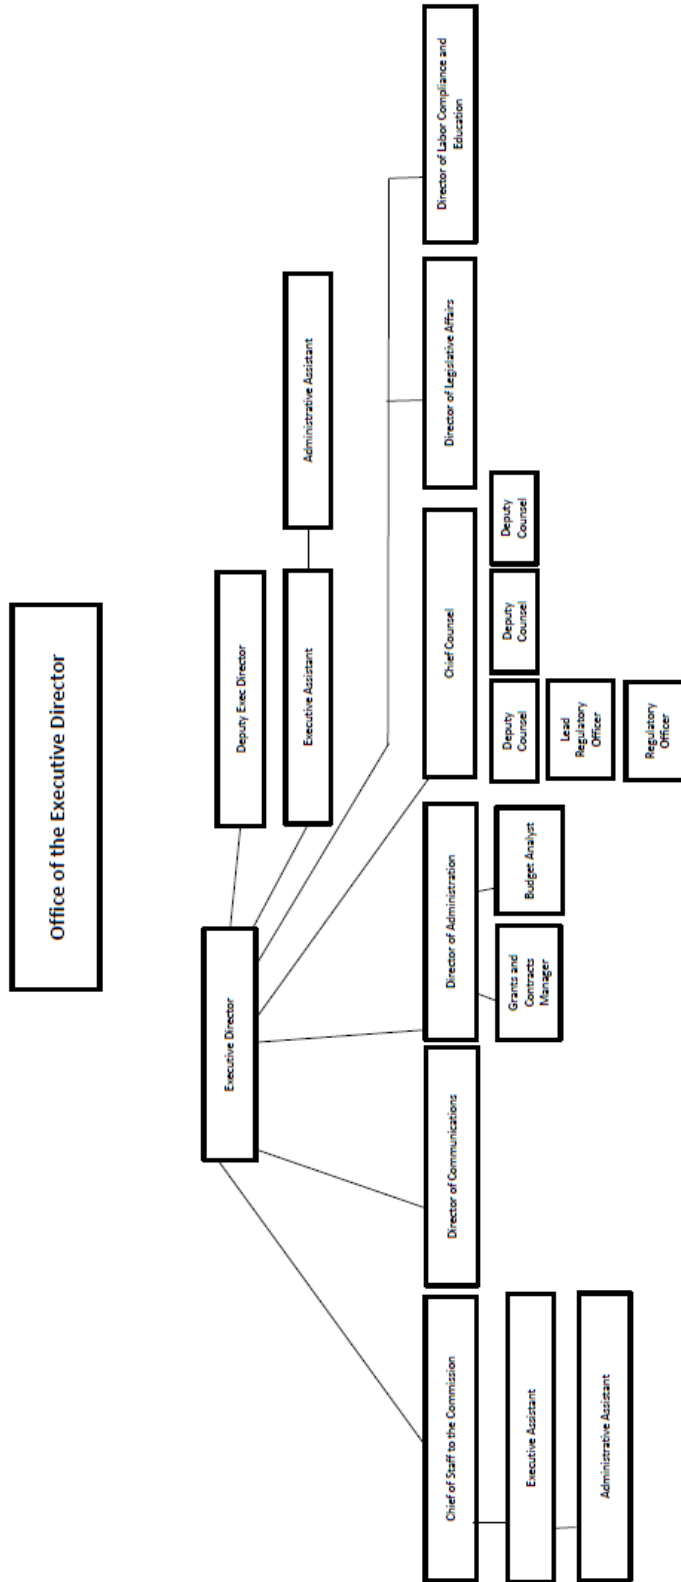 Office of the Executive Director
Executive Director
Deputy Exec Director
Executive Assistant
Administrative Assistant
Chief of Staff to the Commission
Director of Communications
Director of Administration
Chief Counsel
Director of Legislative Affairs
Director of Labor Compliance and
Education
Executive Assistant
Administrative Assistant
Grants and
Contracts
Manager
Budget Analyst
Deputy
Counsel
Deputy
Counsel
Deputy
Counsel
Lead
Regulatory
Officer
Regulatory
Officer